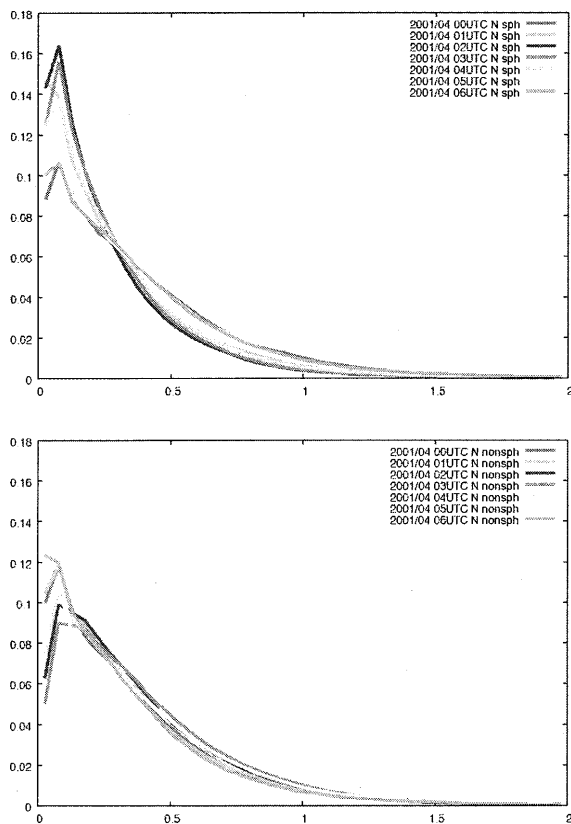 0.18
0.16
0.14
0.12
0.1
0.08
0.06
0.04
0.02
0
2001/04 00UTC N sph
2001/04 01UTC N sph
2001/04 02UTC N sph
2001/04 03UTC N sph
2001/04 04UTC N sph
2001/04 05UTC N sph
2001/04 06UTC N sph
0 0.5 1 1.5 2
0.18
0.16
0.14
0.12
0.1
0.08
0.06
0.04
0.02
0
2001/04 00UTC N nonsph
2001/04 01UTC N nonsph
2001/04 02UTC N nonsph
2001/04 03UTC N nonsph
2001/04 04UTC N nonsph
2001/04 05UTC N nonsph
2001/04 06UTC N nonsph
0 0.5 1 1.5 2